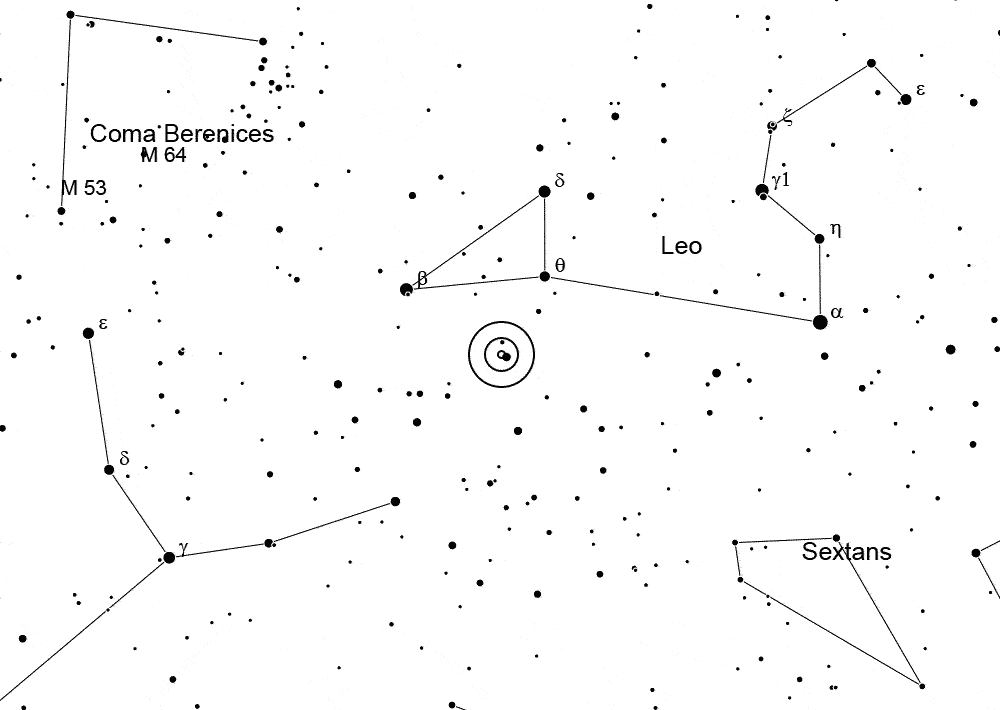 ε
ζ
Coma Berenices
M 64
γ1
δ
M 53
η
Leo
θ
β
α
ε
δ
γ
Sextans